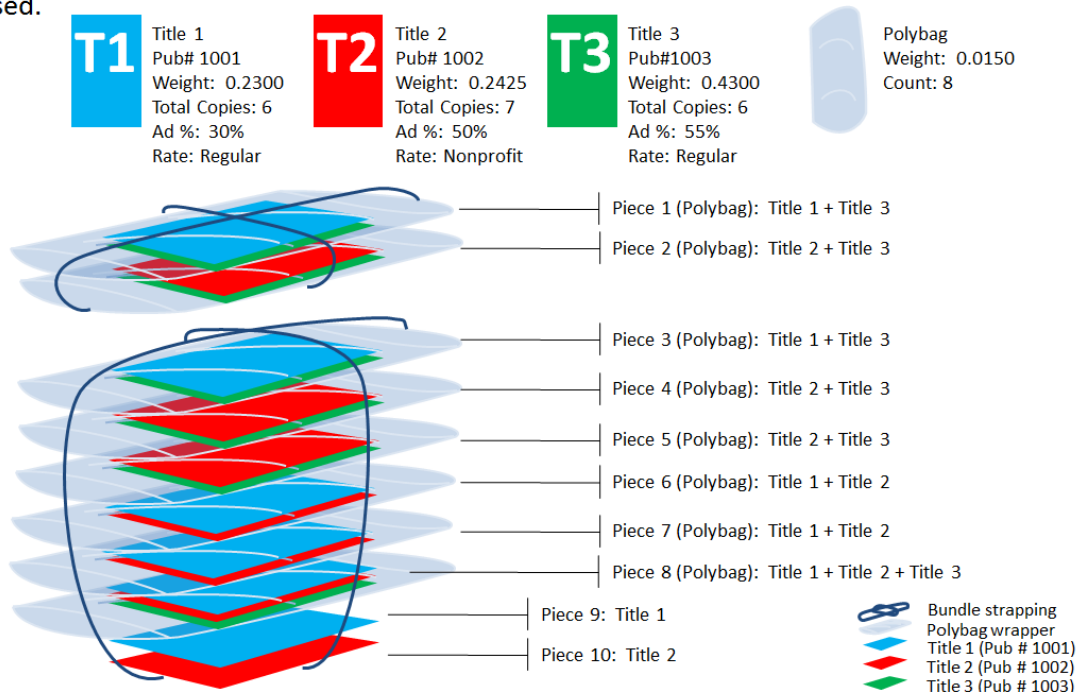 sed.
T1
Title 1
Pub# 1001
Weight: 0.2300
Total Copies: 6
Ad %: 30%
Rate: Regular
T2
Title 2
Pub# 1002
Weight: 0.2425
Total Copies: 7
Ad %: 50%
Rate: Nonprofit
T3
Title 3
Pub#1003
Weight: 0.4300
Total Copies: 6
Ad %: 55%
Rate: Regular
Polybag
Weight: 0.0150
Count: 8
Piece 1 (Polybag): Title 1 + Title 3
Piece 2 (Polybag): Title 2 + Title 3
Piece 3 (Polybag): Title 1 + Title 3
Piece 4 (Polybag): Title 2 + Title 3
Piece 5 (Polybag): Title 2 + Title 3
Piece 6 (Polybag): Title 1 + Title 2
Piece 7 (Polybag): Title 1 + Title 2
Piece 8 (Polybag): Title 1 + Title 2 + Title 3
Piece 9: Title 1
Piece 10: Title 2
Bundle strapping
Polybag wrapper
Title 1 (Pub # 1001)
Title 2 (Pub # 1002)
Title 3 (Pub # 1003)